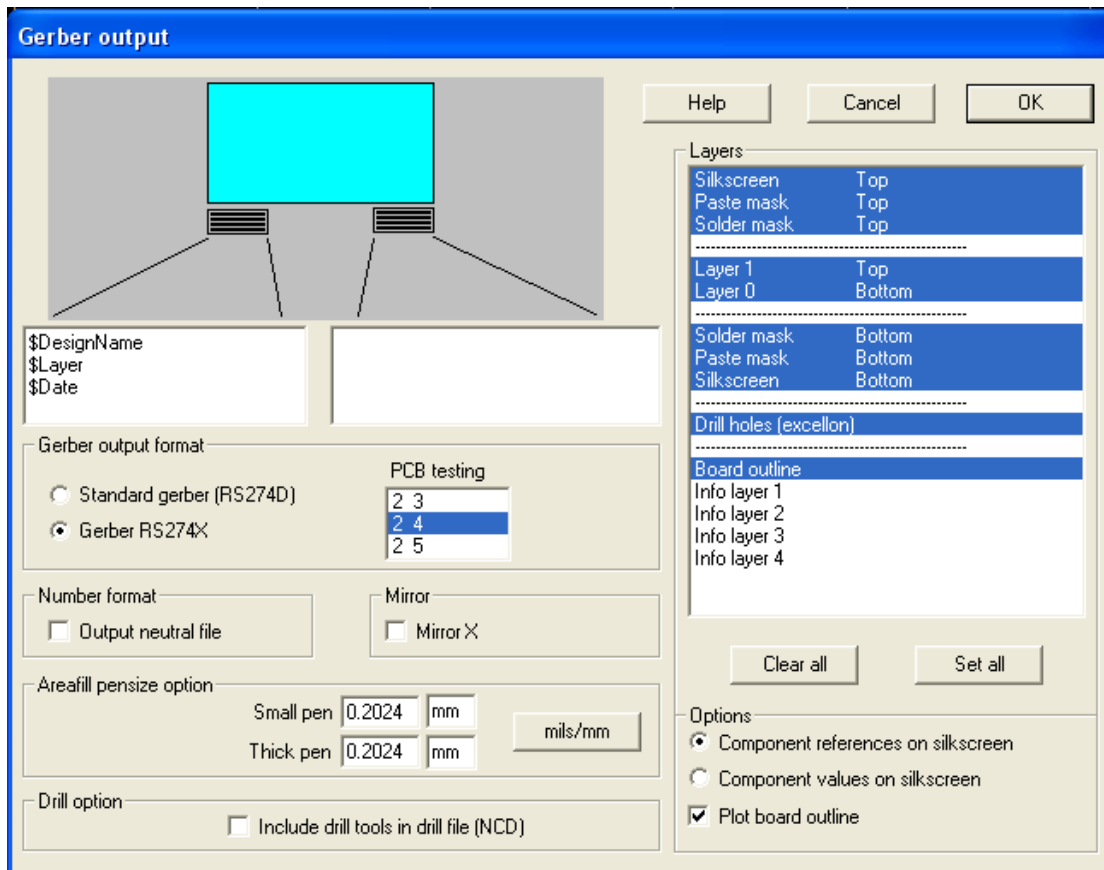 Gerber output
Help Cancel OK
$DesignName
$Layer
$Date
Gerber output format
Standard gerber (RS274D)
Gerber RS274X
PCB testing
2 3
2 4
2 5
Number format
Output neutral file
Mirror
Mirror X
Areafill pensize option
Small pen 0.2024 mm
Thick pen 0.2024 mm
mils/mm
Drill option
Include drill tools in drill file (NCD)
Layers
Silkscreen Top
Paste mask Top
Solder mask Top
Layer 1 Top
Layer 0 Bottom
Solder mask Bottom
Paste mask Bottom
Silkscreen Bottom
Drill holes (excellon)
Board outline
Info layer 1
Info layer 2
Info layer 3
Info layer 4
Clear all Set all
Options
Component references on silkscreen
Component values on silkscreen
Plot board outline